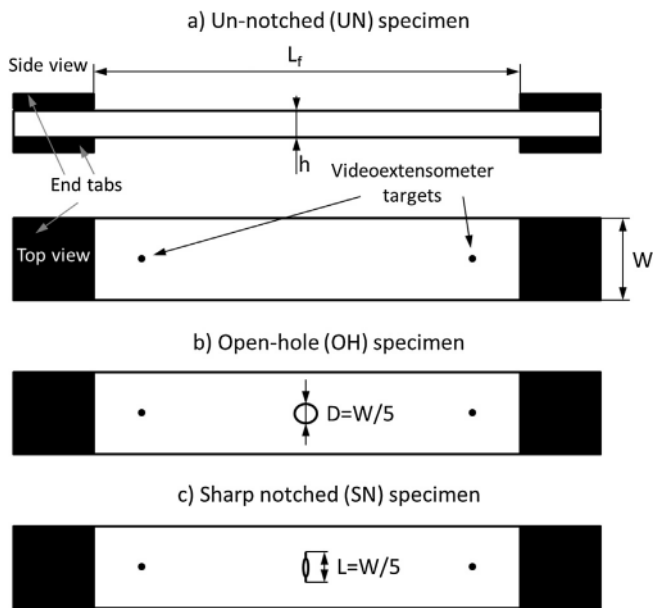 a) Un-notched (UN) specimen
Side view
L_f
h
End tabs
Videoextensometer
targets
Top view
W
b) Open-hole (OH) specimen
D=W/5
c) Sharp notched (SN) specimen
L=W/5